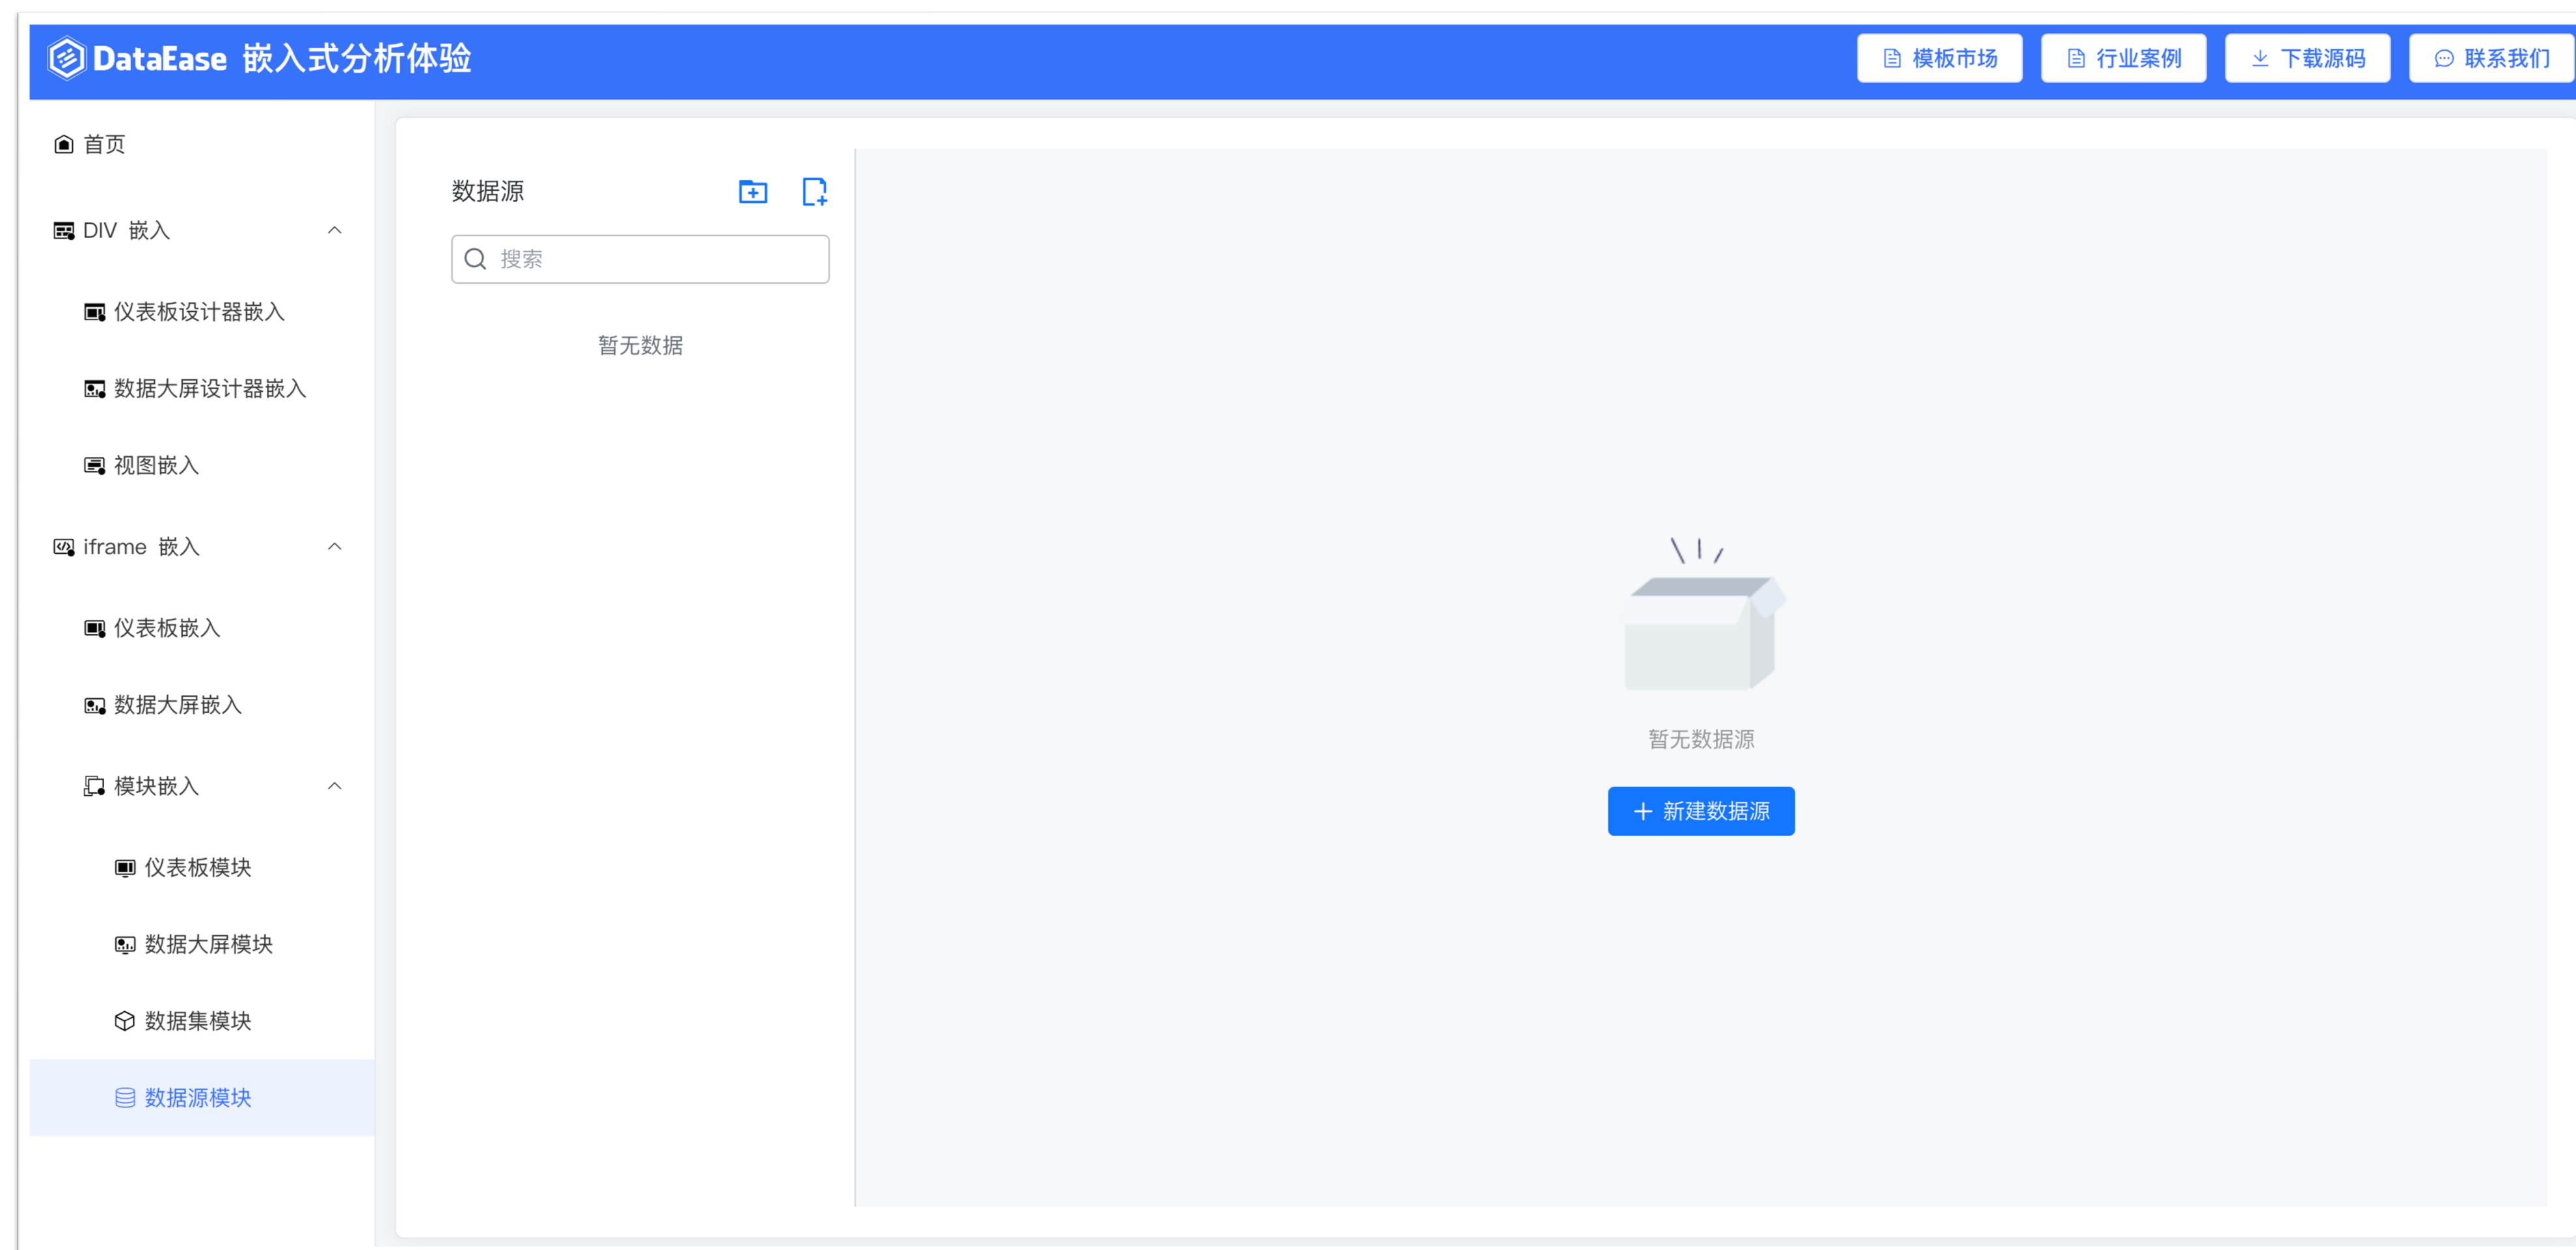 DataEase 嵌入式分析体验
模板市场
行业案例
下载源码
联系我们
首页
DIV 嵌入
仪表板设计器嵌入
数据大屏设计器嵌入
视图嵌入
iframe 嵌入
仪表板嵌入
数据大屏嵌入
模块嵌入
仪表板模块
数据大屏模块
数据集模块
数据源模块
数据源
搜索
暂无数据
暂无数据源
新建数据源